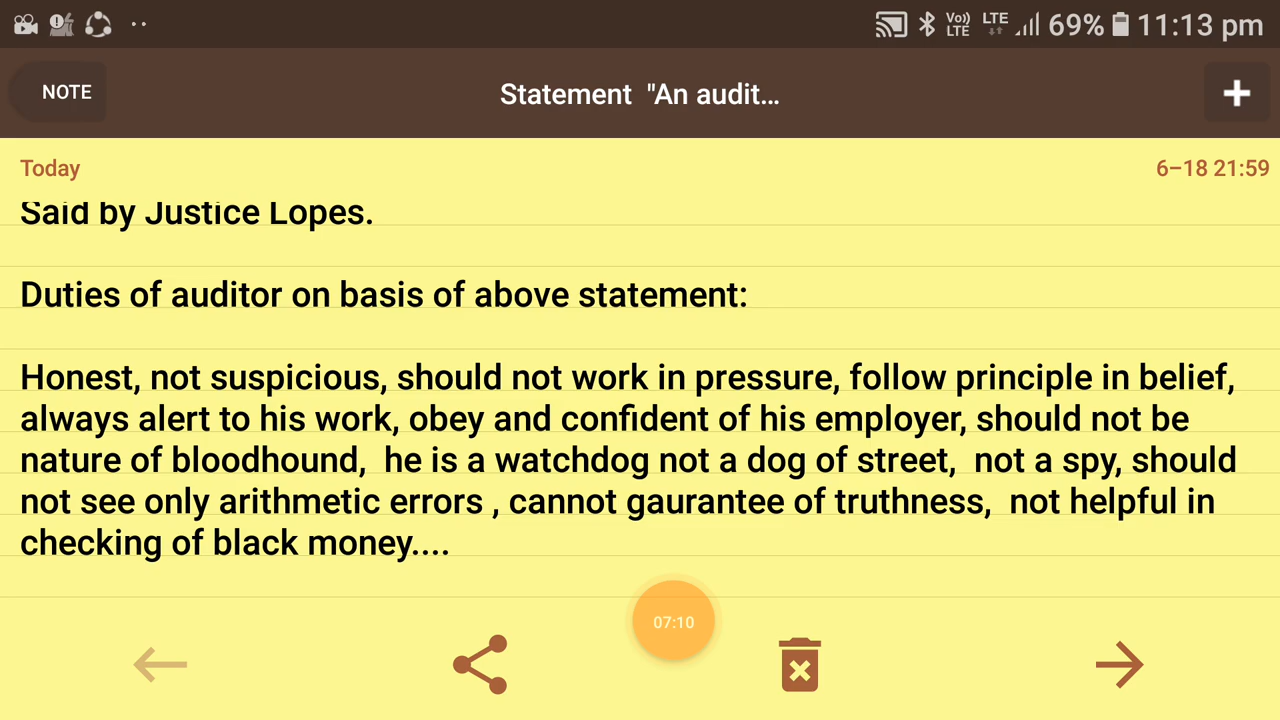 Vo)) LTE LTE 69% 11:13 pm
NOTE
Statement "An audit...
Today
6-18 21:59
Said by Justice Lopes.
Duties of auditor on basis of above statement:
Honest, not suspicious, should not work in pressure, follow principle in belief,
always alert to his work, obey and confident of his employer, should not be
nature of bloodhound, he is a watchdog not a dog of street, not a spy, should
not see only arithmetic errors , cannot gaurantee of truthness, not helpful in
checking of black money....
07:10